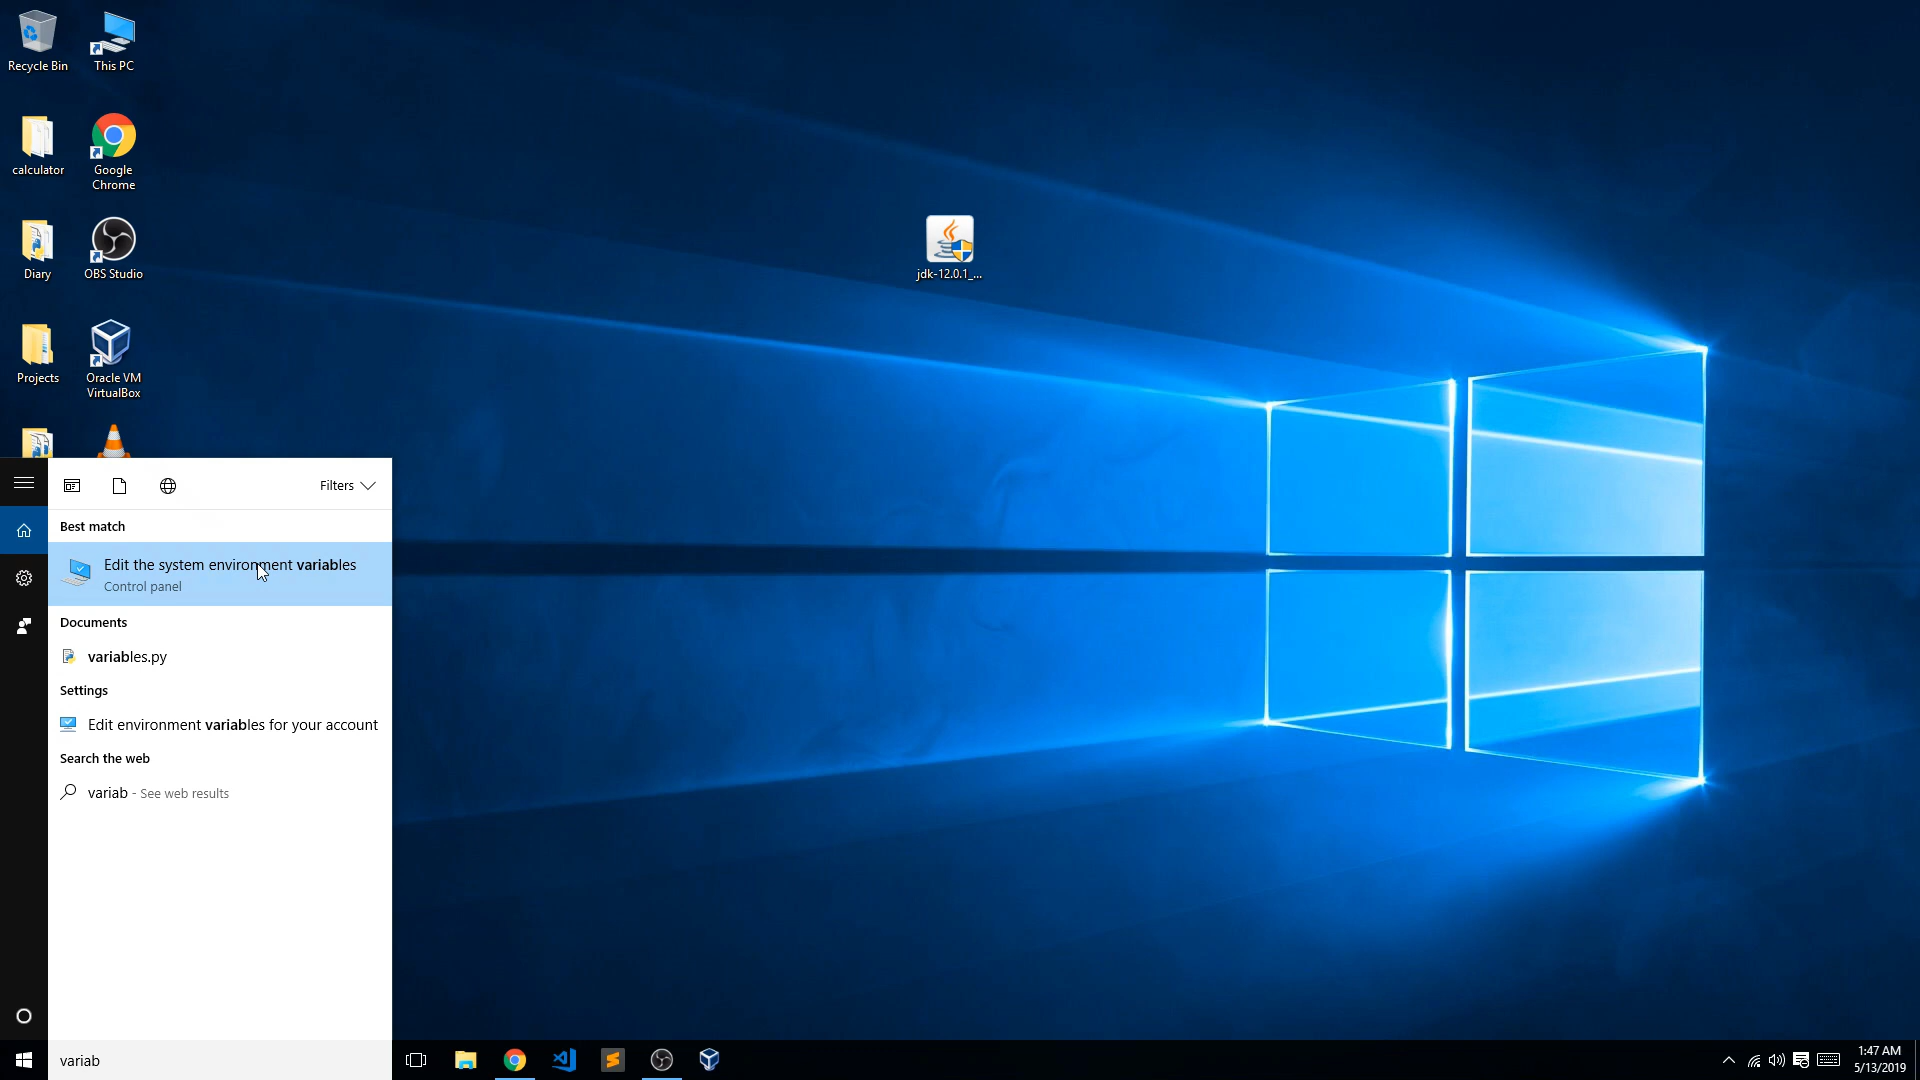 Recycle Bin
This PC
calculator
Google
Chrome
Diary
OBS Studio
jdk-12.0.1_...
Projects
Oracle VM
VirtualBox
Filters
Best match
Edit the system environment variables
Control panel
Documents
variables.py
Settings
Edit environment variables for your account
Search the web
variab - See web results
variab
1:47 AM
5/13/2019